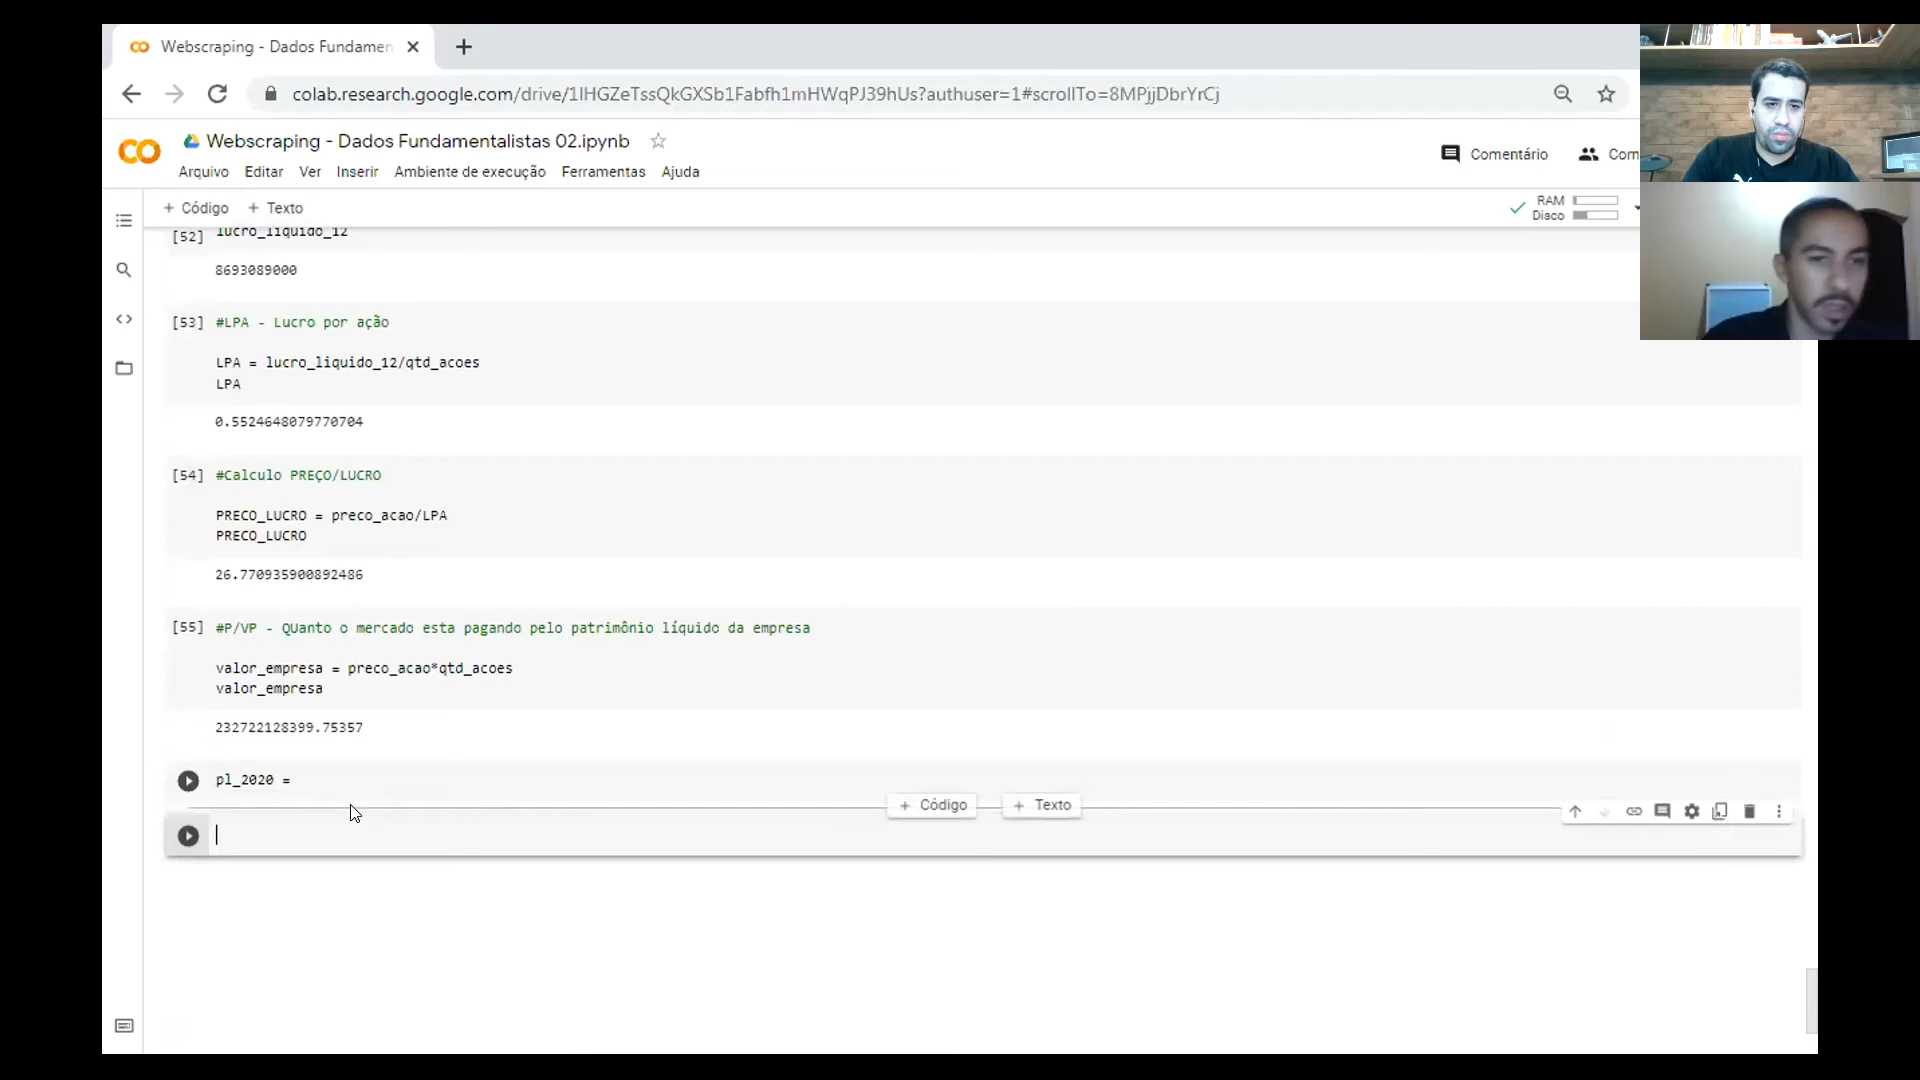 Webscraping - Dados Fundamen
colab.research.google.com/drive/1IHGZeTssQkGXSb1Fabfh1mHWqPJ39hUs?authuser=1#scrollTo=8MPjjDbrYrCj
Webscraping - Dados Fundamentalistas 02.ipynb
Arquivo Editar Ver Inserir Ambiente de execução Ferramentas Ajuda
Comentário Com
+ Código + Texto
RAM
Disco
[52] lucro_liquido_12
8693089000
[53] #LPA - Lucro por ação
LPA = lucro_liquido_12/qtd_acoes
LPA
0.5524648079770704
[54] #Calculo PREÇO/LUCRO
PRECO_LUCRO = preco_acao/LPA
PRECO_LUCRO
26.770935900892486
[55] #P/VP - QUanto o mercado esta pagando pelo patrimônio líquido da empresa
valor_empresa = preco_acao*qtd_acoes
valor_empresa
232722128399.75357
pl_2020 =
+ Código + Texto